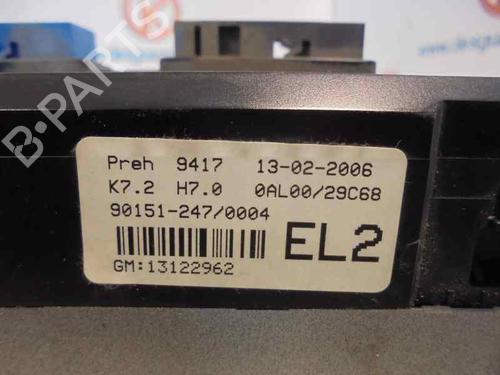 Preh 9417 13-02-2006
K7.2 H7.0 0AL00/29C68
90151-247/0004
EL2
GM:13122962
B-PARTS